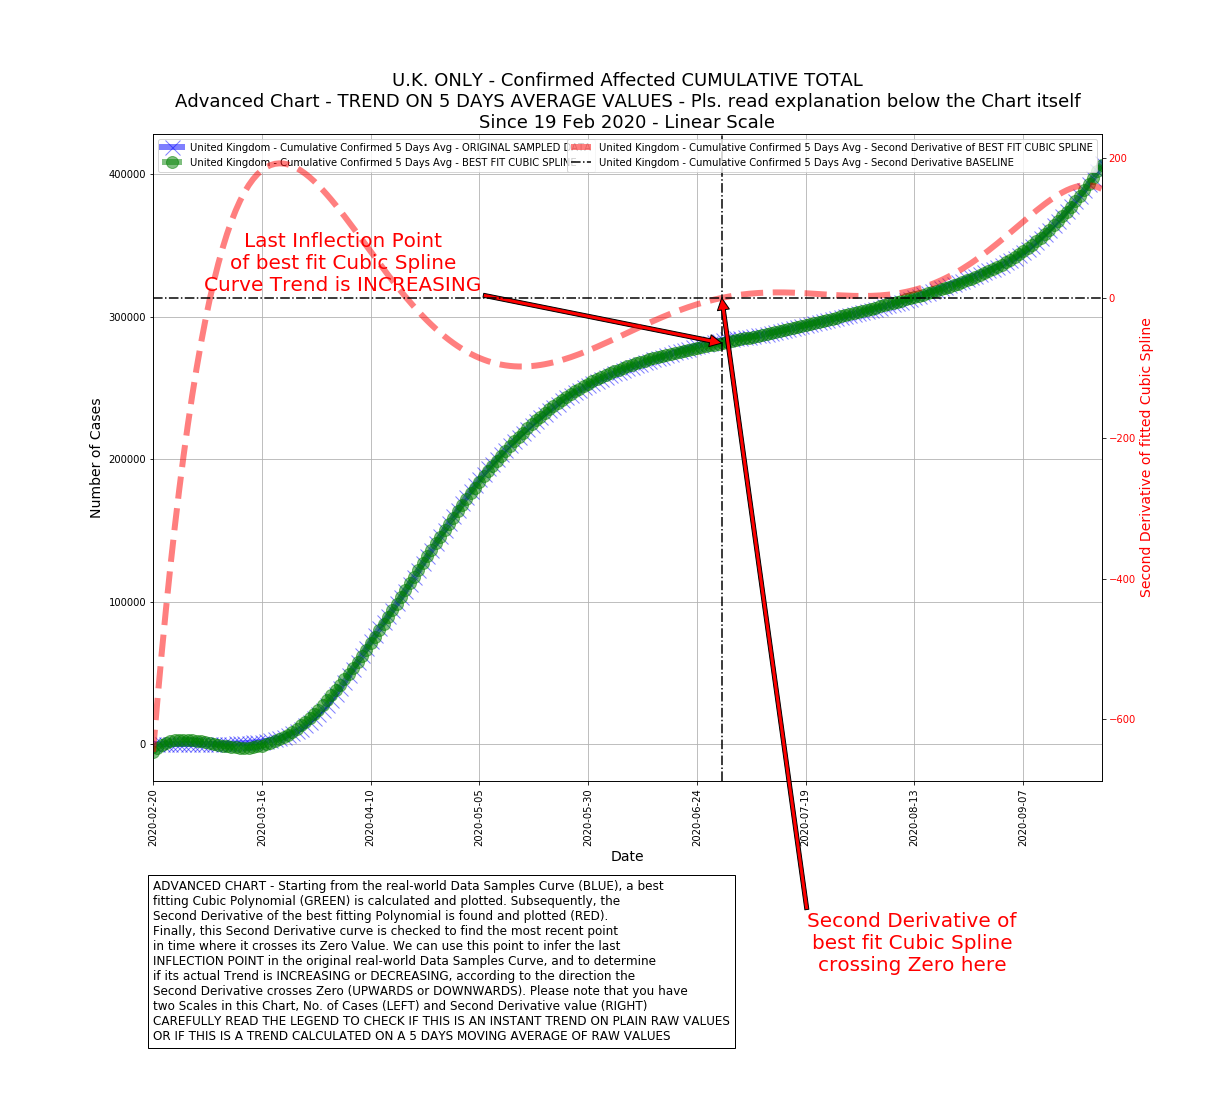 U.K. ONLY - Confirmed Affected CUMULATIVE TOTAL
Advanced Chart - TREND ON 5 DAYS AVERAGE VALUES - Pls. read explanation below the Chart itself
Since 19 Feb 2020 - Linear Scale
United Kingdom - Cumulative Confirmed 5 Days Avg - ORIGINAL SAMPLED DATA
United Kingdom - Cumulative Confirmed 5 Days Avg - BEST FIT CUBIC SPLINE
United Kingdom - Cumulative Confirmed 5 Days Avg - Second Derivative of BEST FIT CUBIC SPLINE
United Kingdom - Cumulative Confirmed 5 Days Avg - Second Derivative BASELINE
Last Inflection Point
of best fit Cubic Spline
Curve Trend is INCREASING
Number of Cases
400000
300000
200000
100000
0
200
0
−200
−400
−600
Second Derivative of fitted Cubic Spline
2020-02-20
2020-03-16
2020-04-10
2020-05-05
2020-05-30
2020-06-24
2020-07-19
2020-08-13
2020-09-07
Date
Second Derivative of
best fit Cubic Spline
crossing Zero here
ADVANCED CHART - Starting from the real-world Data Samples Curve (BLUE), a best
fitting Cubic Polynomial (GREEN) is calculated and plotted. Subsequently, the
Second Derivative of the best fitting Polynomial is found and plotted (RED).
Finally, this Second Derivative curve is checked to find the most recent point
in time where it crosses its Zero Value. We can use this point to infer the last
INFLECTION POINT in the original real-world Data Samples Curve, and to determine
if its actual Trend is INCREASING or DECREASING, according to the direction the
Second Derivative crosses Zero (UPWARDS or DOWNWARDS). Please note that you have
two Scales in this Chart, No. of Cases (LEFT) and Second Derivative value (RIGHT)
CAREFULLY READ THE LEGEND TO CHECK IF THIS IS AN INSTANT TREND ON PLAIN RAW VALUES
OR IF THIS IS A TREND CALCULATED ON A 5 DAYS MOVING AVERAGE OF RAW VALUES